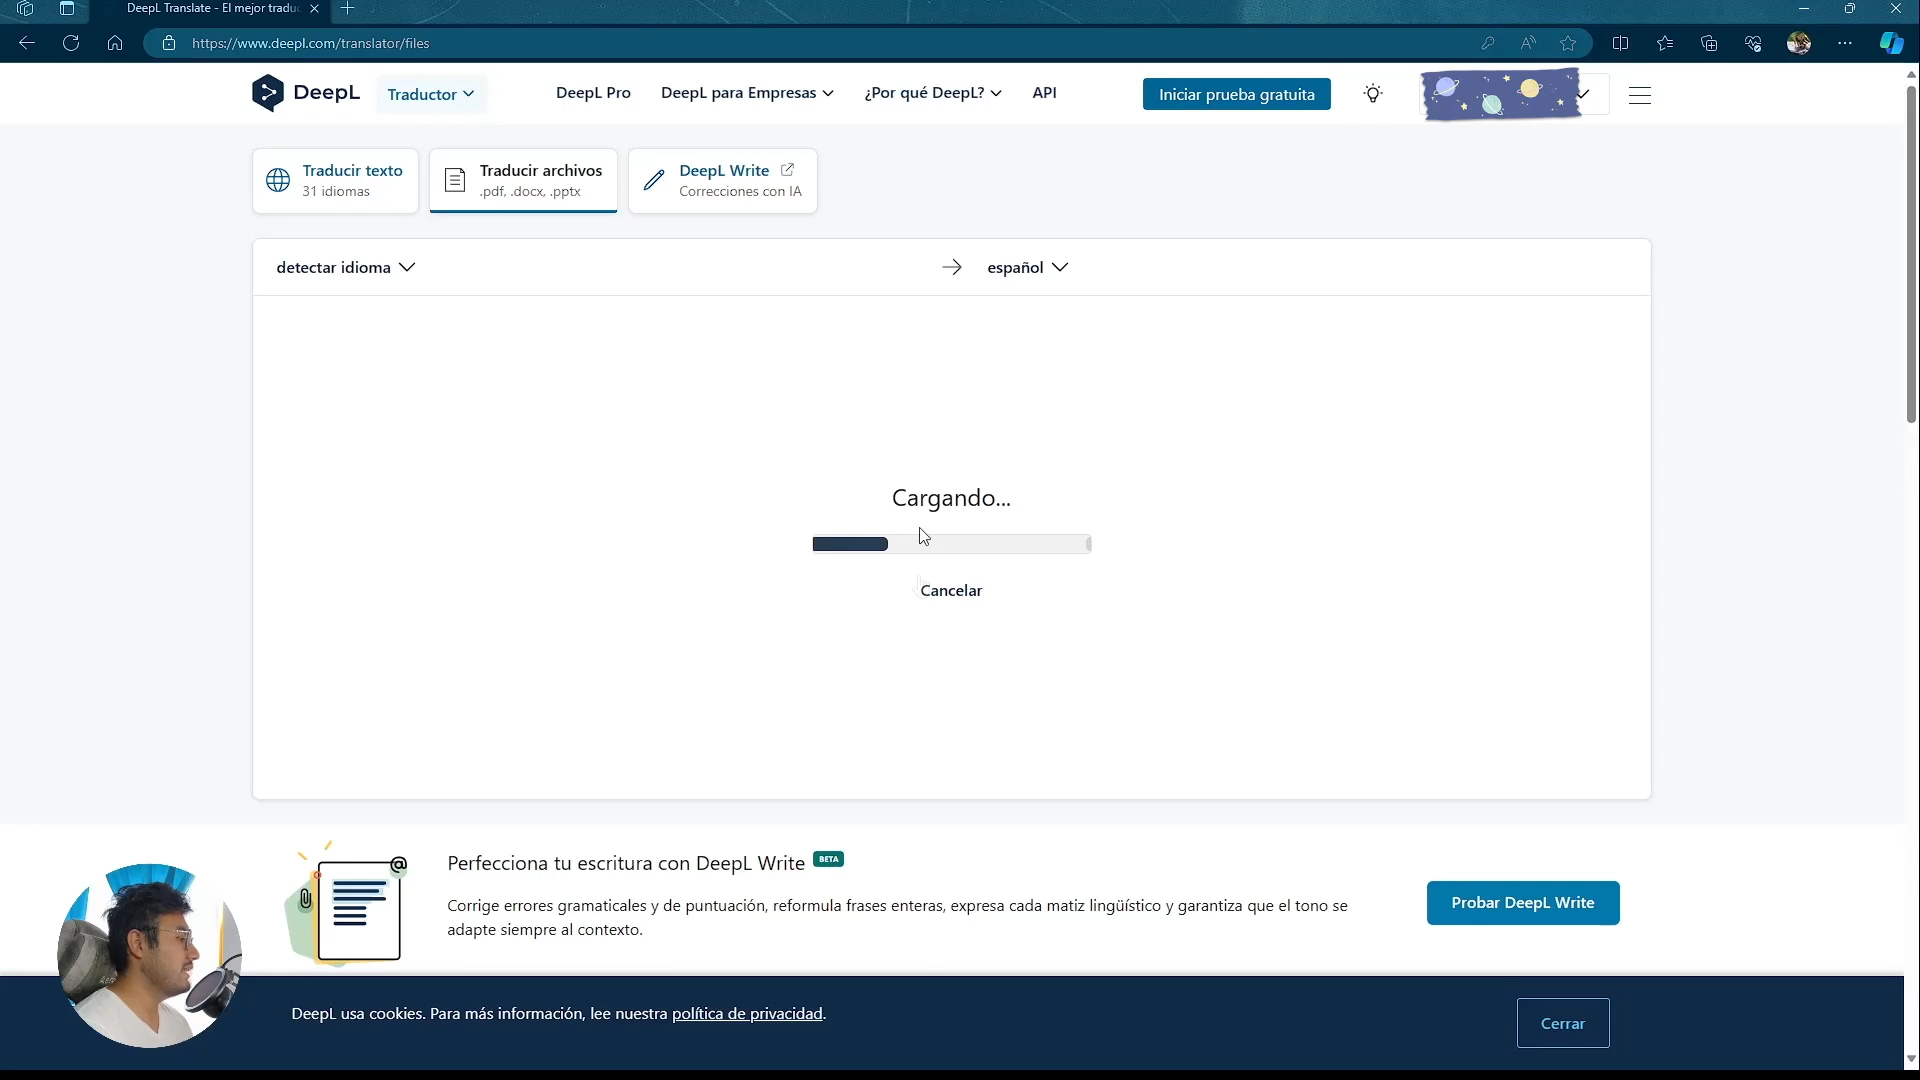 DeepL Translate - El mejor traduc
https://www.deepl.com/translator/files
DeepL
Traductor
DeepL Pro
DeepL para Empresas
¿Por qué DeepL?
API
Iniciar prueba gratuita
Traducir texto
31 idiomas
Traducir archivos
.pdf, .docx, .pptx
DeepL Write
Correcciones con IA
detectar idioma
español
Cargando...
Cancelar
Perfecciona tu escritura con DeepL Write BETA
Corrige errores gramaticales y de puntuación, reformula frases enteras, expresa cada matiz lingüístico y garantiza que el tono se
adapte siempre al contexto.
Probar DeepL Write
DeepL usa cookies. Para más información, lee nuestra política de privacidad.
Cerrar